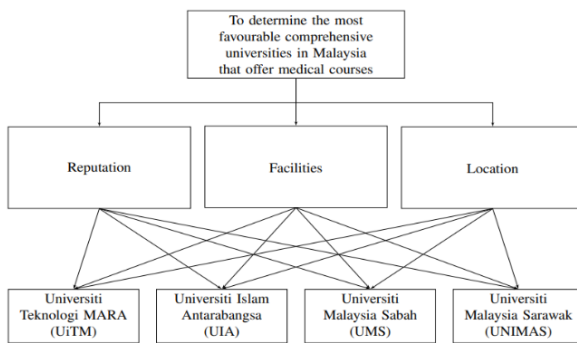 To determine the most
favourable comprehensive
universities in Malaysia
that offer medical courses
Reputation
Facilities
Location
Universiti
Teknologi MARA
(UiTM)
Universiti Islam
Antarabangsa
(UIA)
Universiti
Malaysia Sabah
(UMS)
Universiti
Malaysia Sarawak
(UNIMAS)